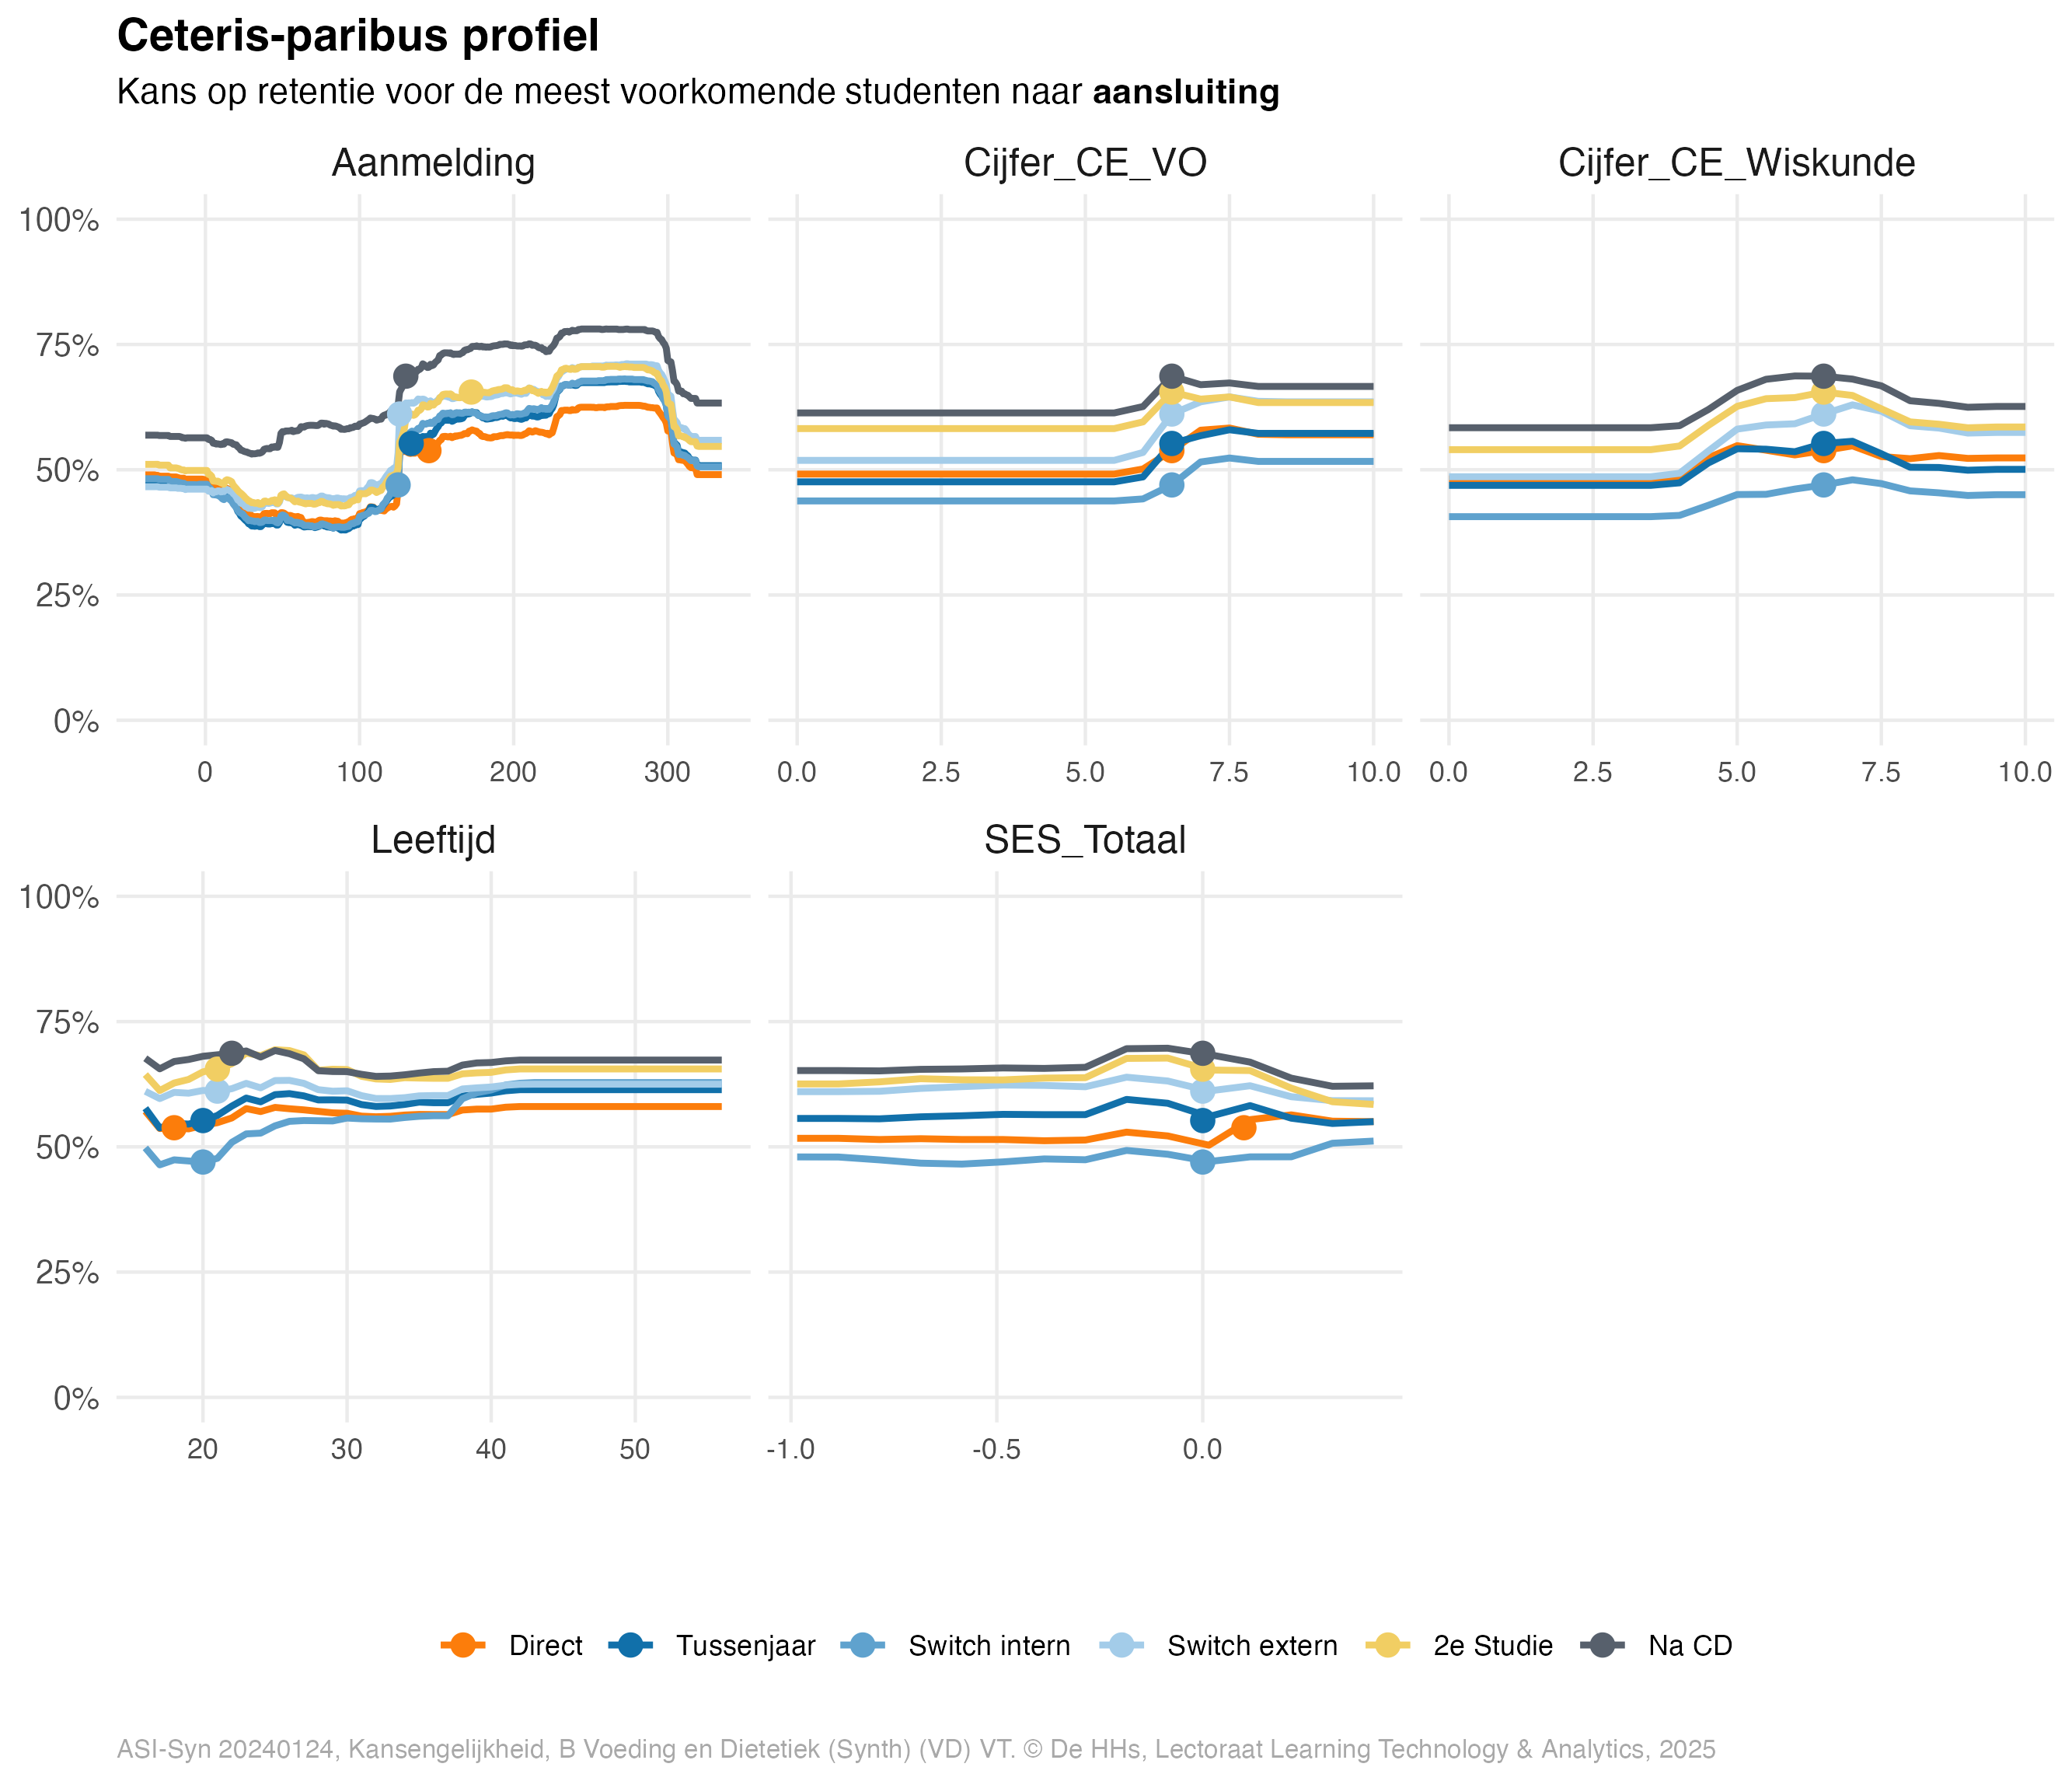 Ceteris-paribus profiel
Kans op retentie voor de meest voorkomende studenten naar aansluiting
Aanmelding
Cijfer_CE_VO
Cijfer_CE_Wiskunde
100%
75%
50%
25%
0%
0 100 200 300
0.0 2.5 5.0 7.5 10.0
0.0 2.5 5.0 7.5 10.0
Leeftijd
SES_Totaal
100%
75%
50%
25%
0%
20 30 40 50
-1.0 -0.5 0.0
Direct Tussenjaar Switch intern Switch extern 2e Studie Na CD
ASI-Syn 20240124, Kansengelijkheid, B Voeding en Dietetiek (Synth) (VD) VT. © De HHs, Lectoraat Learning Technology & Analytics, 2025